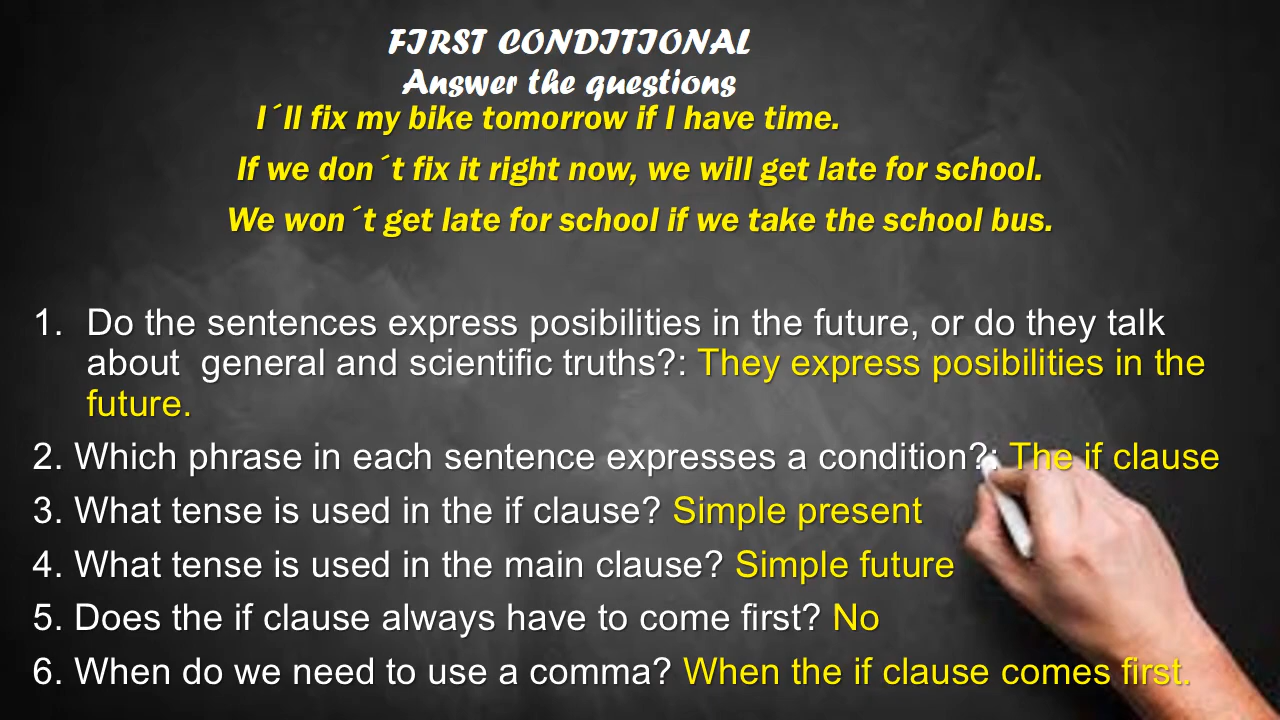 FIRST CONDITIONAL
Answer the questions
I´ll fix my bike tomorrow if I have time.
If we don´t fix it right now, we will get late for school.
We won´t get late for school if we take the school bus.
1. Do the sentences express posibilities in the future, or do they talk
about general and scientific truths?: They express posibilities in the
future.
2. Which phrase in each sentence expresses a condition?: The if clause
3. What tense is used in the if clause? Simple present
4. What tense is used in the main clause? Simple future
5. Does the if clause always have to come first? No
6. When do we need to use a comma? When the if clause comes first.